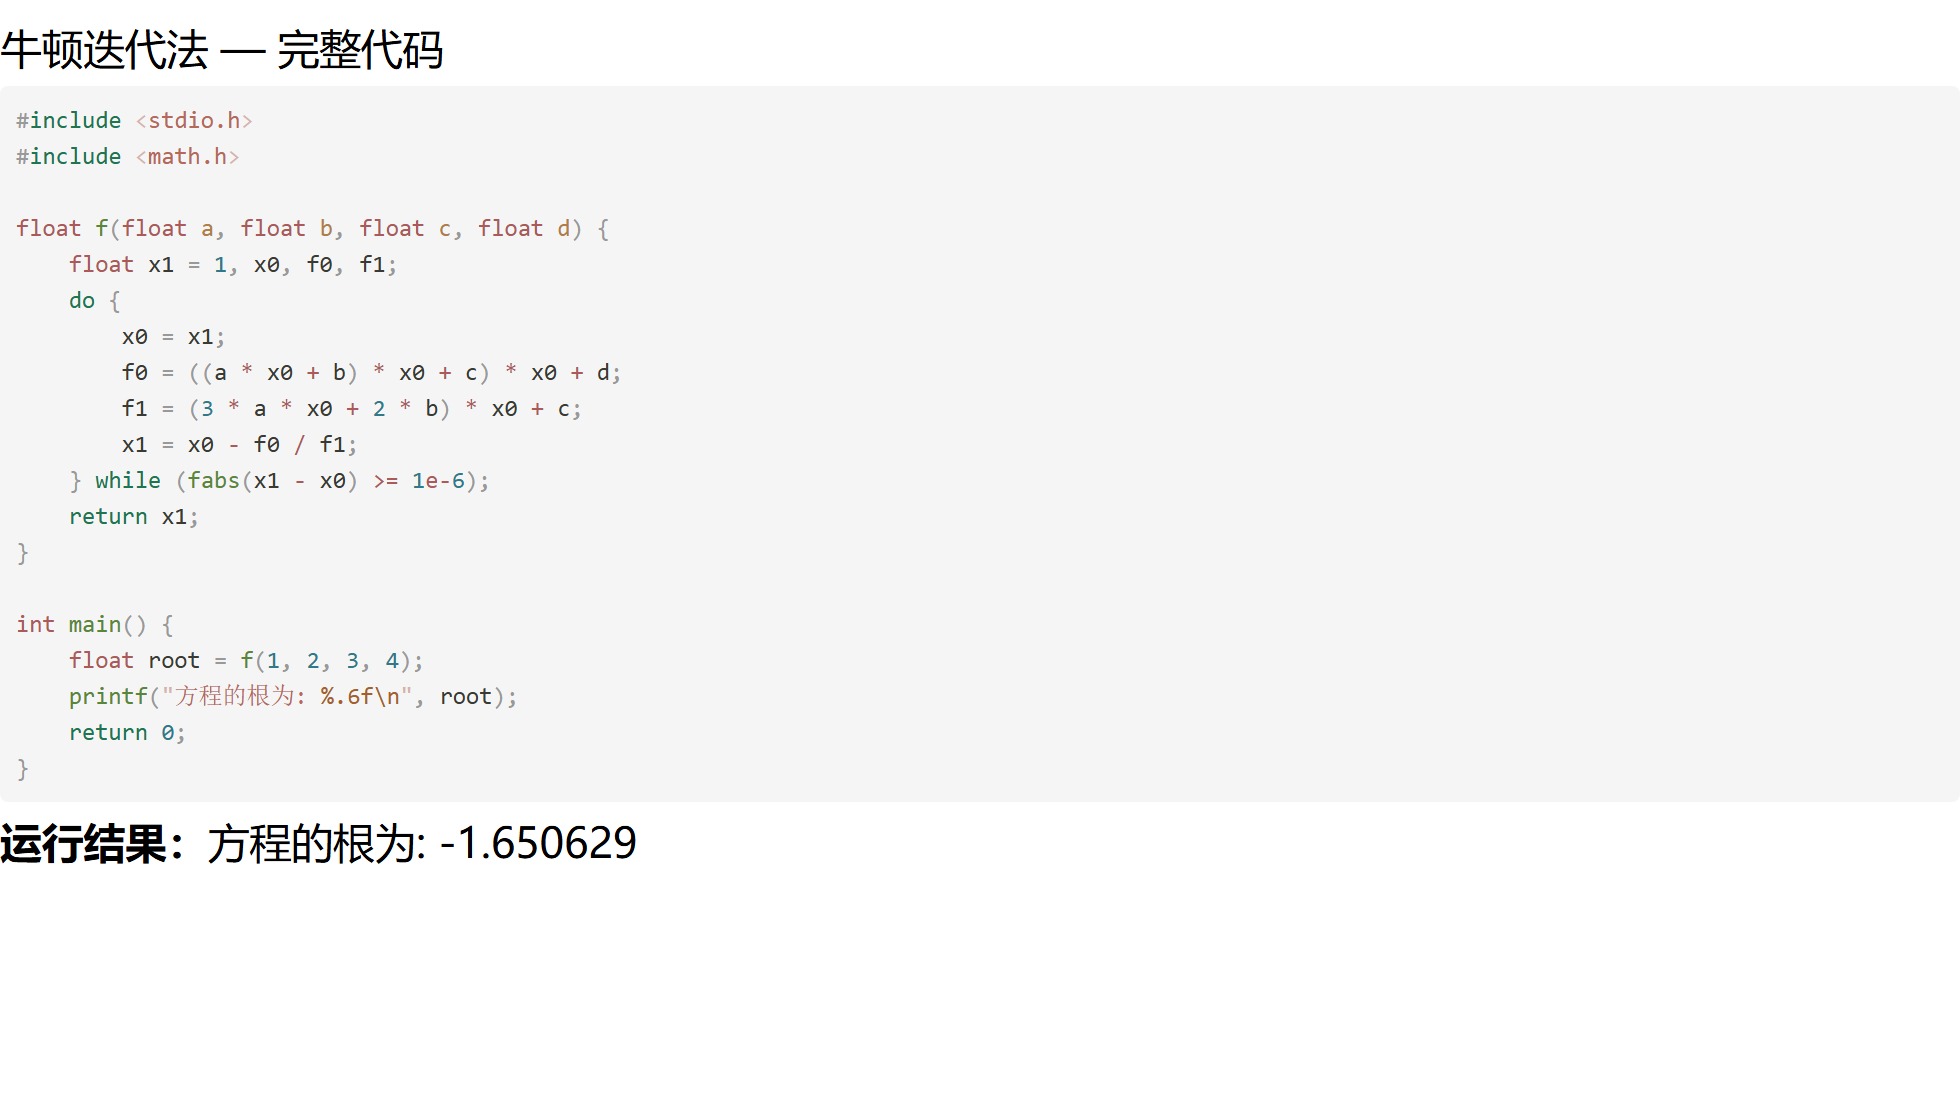 牛顿迭代法 — 完整代码
#include <stdio.h>
#include <math.h>
float f(float a, float b, float c, float d) {
    float x1 = 1, x0, f0, f1;
    do {
        x0 = x1;
        f0 = ((a * x0 + b) * x0 + c) * x0 + d;
        f1 = (3 * a * x0 + 2 * b) * x0 + c;
        x1 = x0 - f0 / f1;
    } while (fabs(x1 - x0) >= 1e-6);
    return x1;
}
int main() {
    float root = f(1, 2, 3, 4);
    printf("方程的根为: %.6f\n", root);
    return 0;
}
运行结果：方程的根为: -1.650629